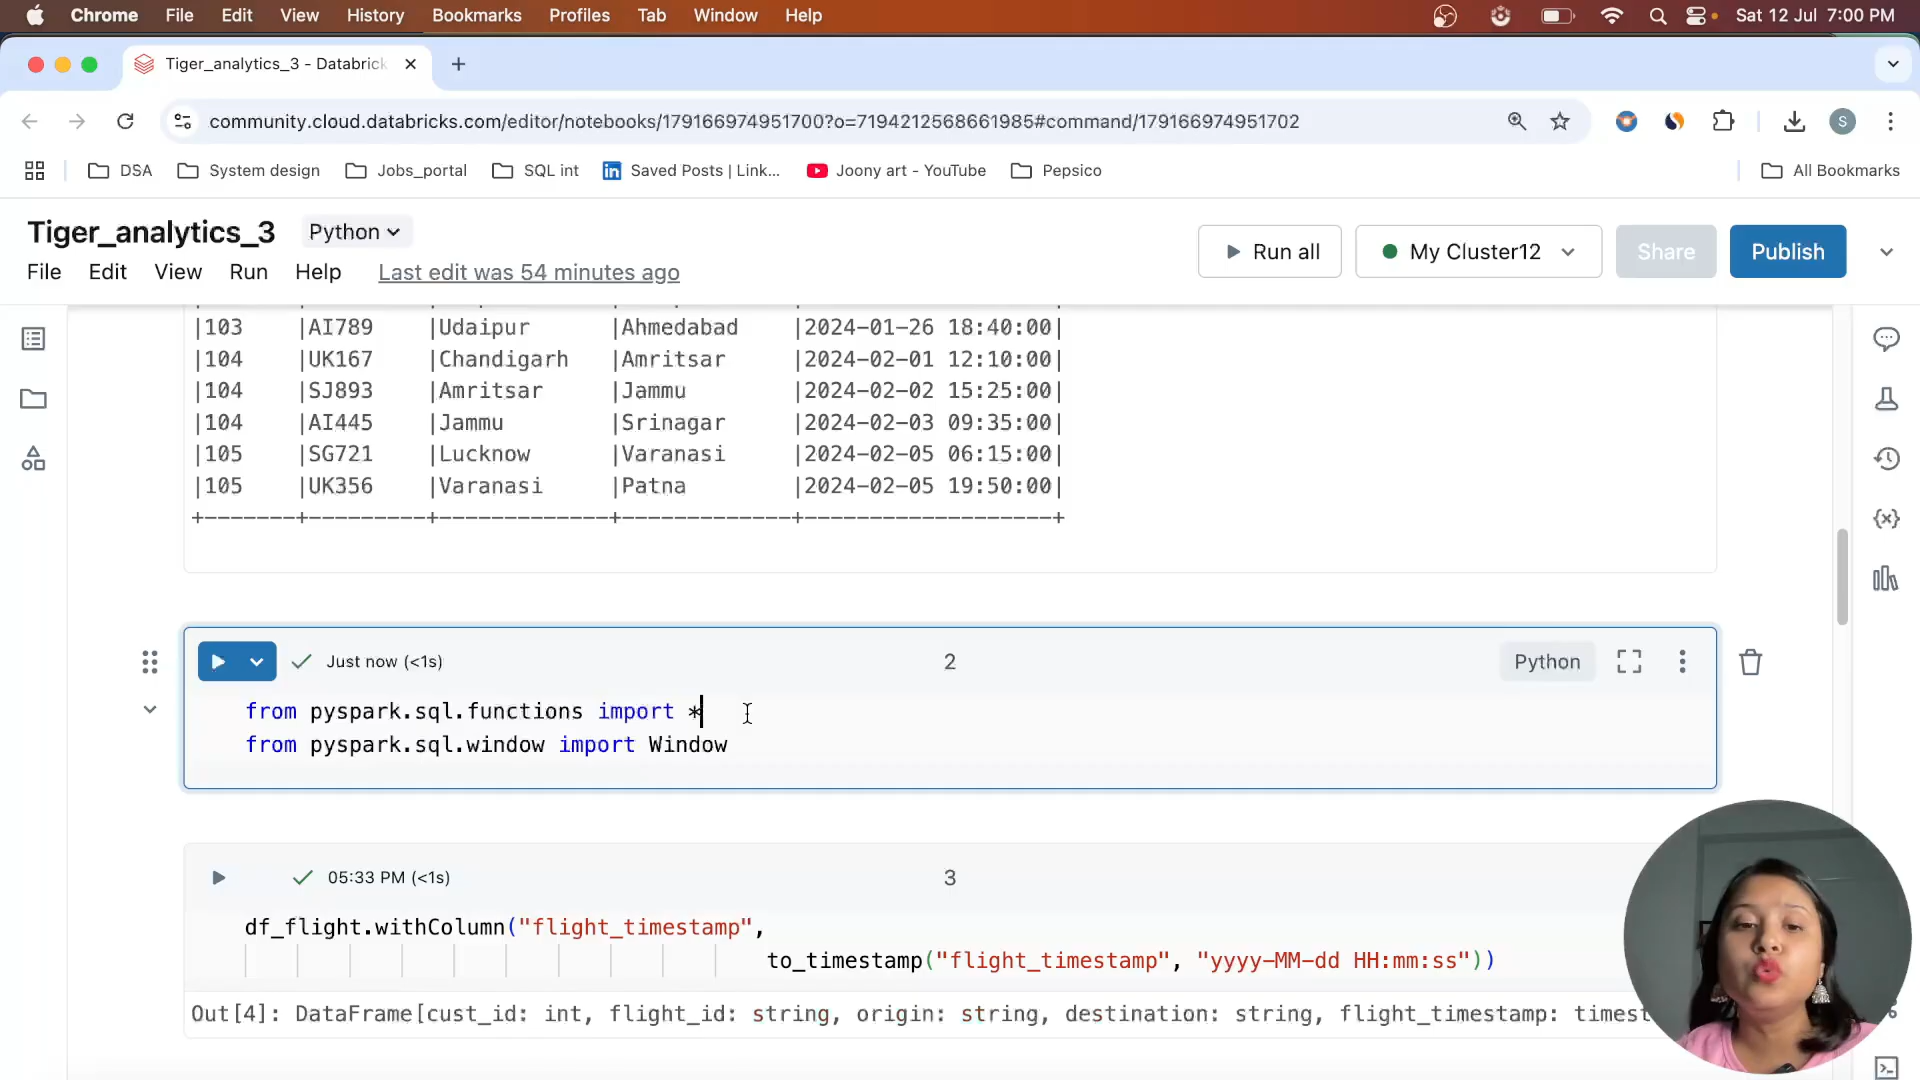 Chrome File Edit View History Bookmarks Profiles Tab Window Help Sat 12 Jul 7:00 PM
Tiger_analytics_3 - Databrick
community.cloud.databricks.com/editor/notebooks/179166974951700?o=7194212568661985#command/179166974951702 S
DSA System design Jobs_portal SQL int Saved Posts | Link... Joony art - YouTube Pepsico All Bookmarks
Tiger_analytics_3 Python
Run all My Cluster12 Share Publish
File Edit View Run Help Last edit was 54 minutes ago
|103 |AI789 |Udaipur |Ahmedabad |2024-01-26 18:40:00|
|104 |UK167 |Chandigarh |Amritsar |2024-02-01 12:10:00|
|104 |SJ893 |Amritsar |Jammu |2024-02-02 15:25:00|
|104 |AI445 |Jammu |Srinagar |2024-02-03 09:35:00|
|105 |SG721 |Lucknow |Varanasi |2024-02-05 06:15:00|
|105 |UK356 |Varanasi |Patna |2024-02-05 19:50:00|
+-------+---------+-------------+-------------+-------------------+
Just now (<1s) 2 Python
from pyspark.sql.functions import *
from pyspark.sql.window import Window
05:33 PM (<1s) 3
df_flight.withColumn("flight_timestamp",
to_timestamp("flight_timestamp", "yyyy-MM-dd HH:mm:ss"))
Out[4]: DataFrame[cust_id: int, flight_id: string, origin: string, destination: string, flight_timestamp: timest